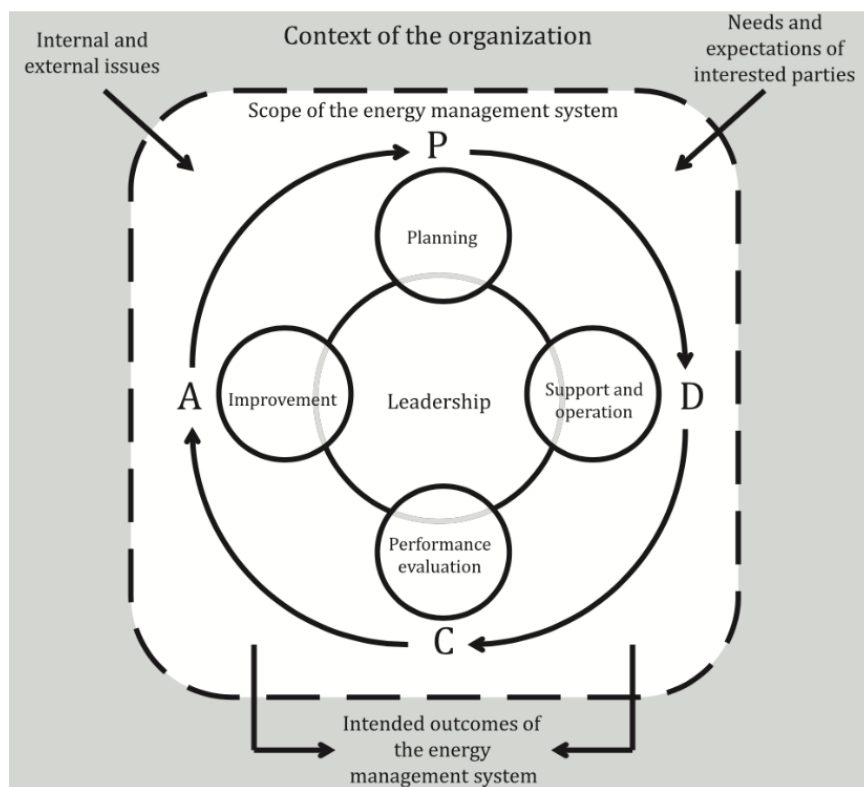 Internal and
external issues
Context of the organization
Needs and
expectations of
interested parties
Scope of the energy management system
P
Planning
A
Improvement
Leadership
Support and
operation
D
Performance
evaluation
C
Intended outcomes of
the energy
management system